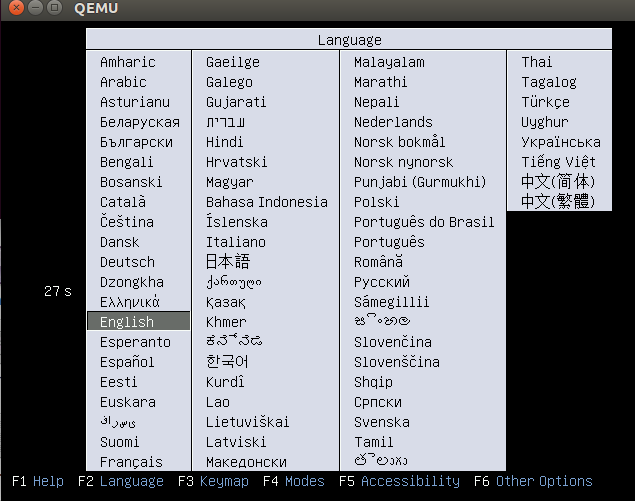 QEMU
Language
Amharic
Arabic
Asturianu
Беларуская
Български
Bengali
Bosanski
Català
Čeština
Dansk
Deutsch
Dzongkha
Ελληνικά
English
Esperanto
Español
Eesti
Euskara
Suomi
Français
Gaeilge
Galego
Gujarati
עברית
Hindi
Hrvatski
Magyar
Bahasa Indonesia
Íslenska
Italiano
日本語
ქართული
Қазақ
Khmer
한국어
Kurdî
Lao
Lietuviškai
Latviski
Македонски
Malayalam
Marathi
Nepali
Nederlands
Norsk bokmål
Norsk nynorsk
Punjabi (Gurmukhi)
Polski
Português do Brasil
Português
Română
Русский
Sámegillii
Slovenčina
Slovenščina
Shqip
Српски
Svenska
Tamil
Thai
Tagalog
Türkçe
Uyghur
Українська
Tiếng Việt
中文(简体)
中文(繁體)
27 s
F1 Help F2 Language F3 Keymap F4 Modes F5 Accessibility F6 Other Options